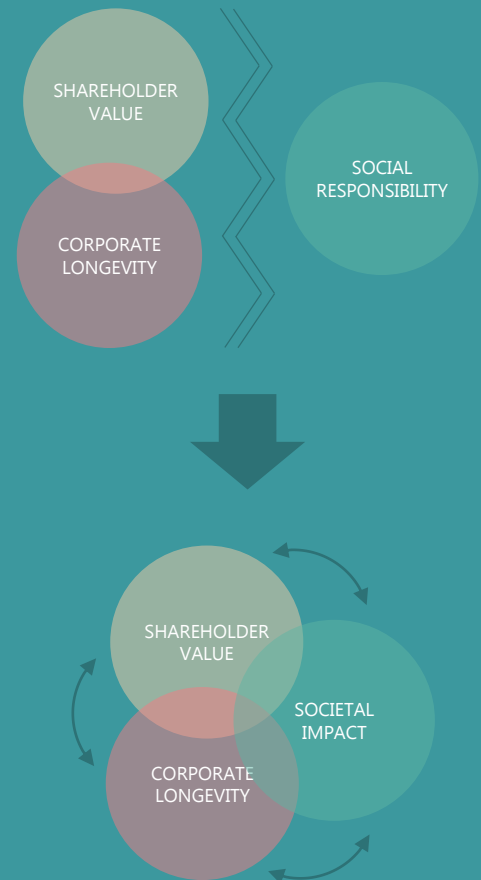 SHAREHOLDER
VALUE
SOCIAL
RESPONSIBILITY
CORPORATE
LONGEVITY
SHAREHOLDER
VALUE
SOCIETAL
IMPACT
CORPORATE
LONGEVITY